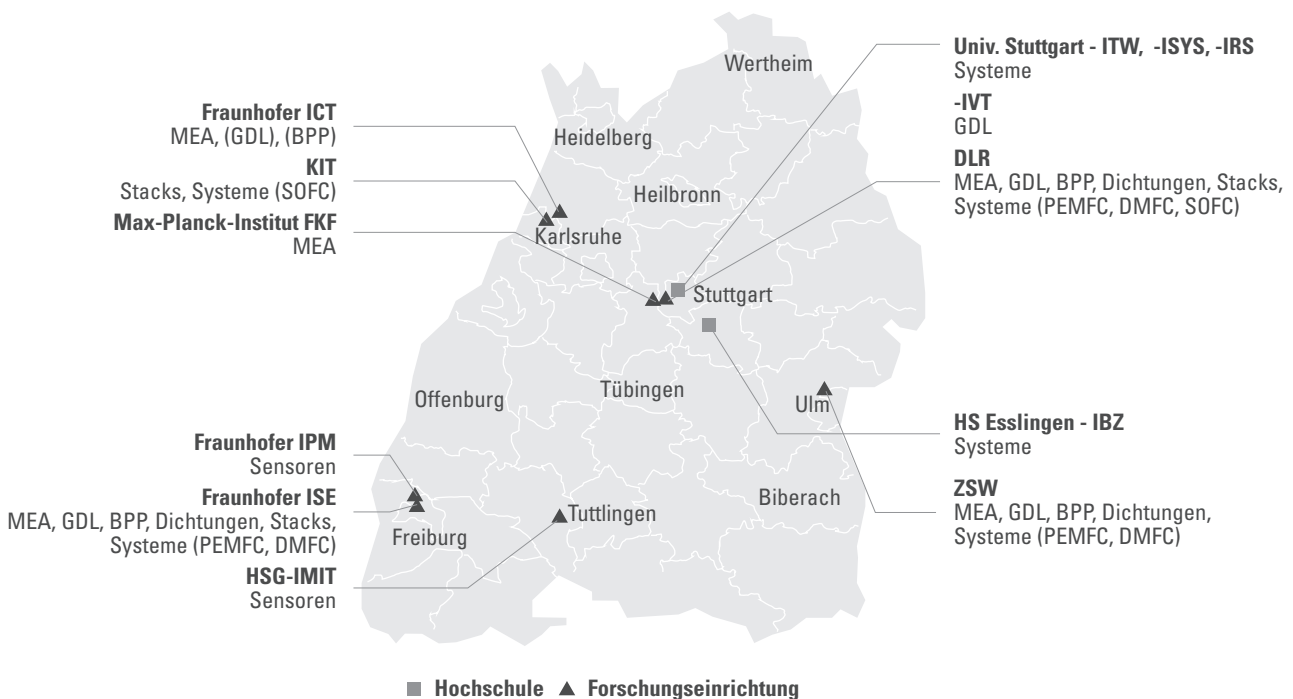 Fraunhofer ICT
MEA, (GDL), (BPP)
KIT
Stacks, Systeme (SOFC)
Max-Planck-Institut FKF
MEA
Fraunhofer IPM
Sensoren
Fraunhofer ISE
MEA, GDL, BPP, Dichtungen, Stacks,
Systeme (PEMFC, DMFC)
HSG-IMIT
Sensoren
Wertheim
Heidelberg
Heilbronn
Karlsruhe
Stuttgart
Tübingen
Offenburg
Ulm
Biberach
Tuttlingen
Freiburg
Univ. Stuttgart - ITW, -ISYS, -IRS
Systeme
-IVT
GDL
DLR
MEA, GDL, BPP, Dichtungen, Stacks,
Systeme (PEMFC, DMFC, SOFC)
HS Esslingen - IBZ
Systeme
ZSW
MEA, GDL, BPP, Dichtungen,
Systeme (PEMFC, DMFC)
Hochschule Forschungseinrichtung